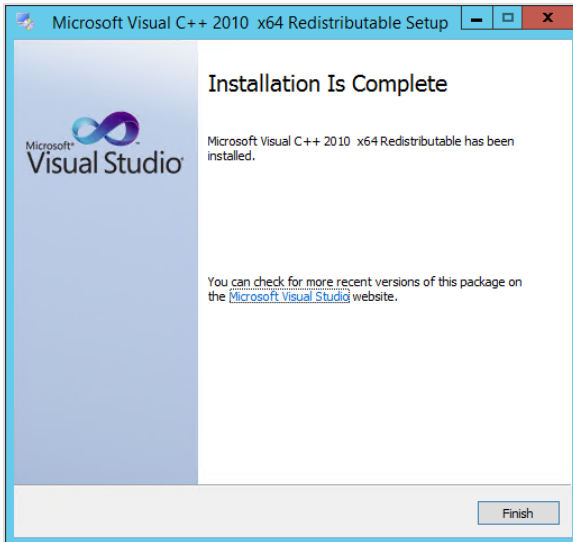 Microsoft Visual C++ 2010  x64 Redistributable Setup
Installation Is Complete
Microsoft®
Visual Studio®
Microsoft Visual C++ 2010  x64 Redistributable has been
installed.
You can check for more recent versions of this package on
the Microsoft Visual Studio website.
Finish